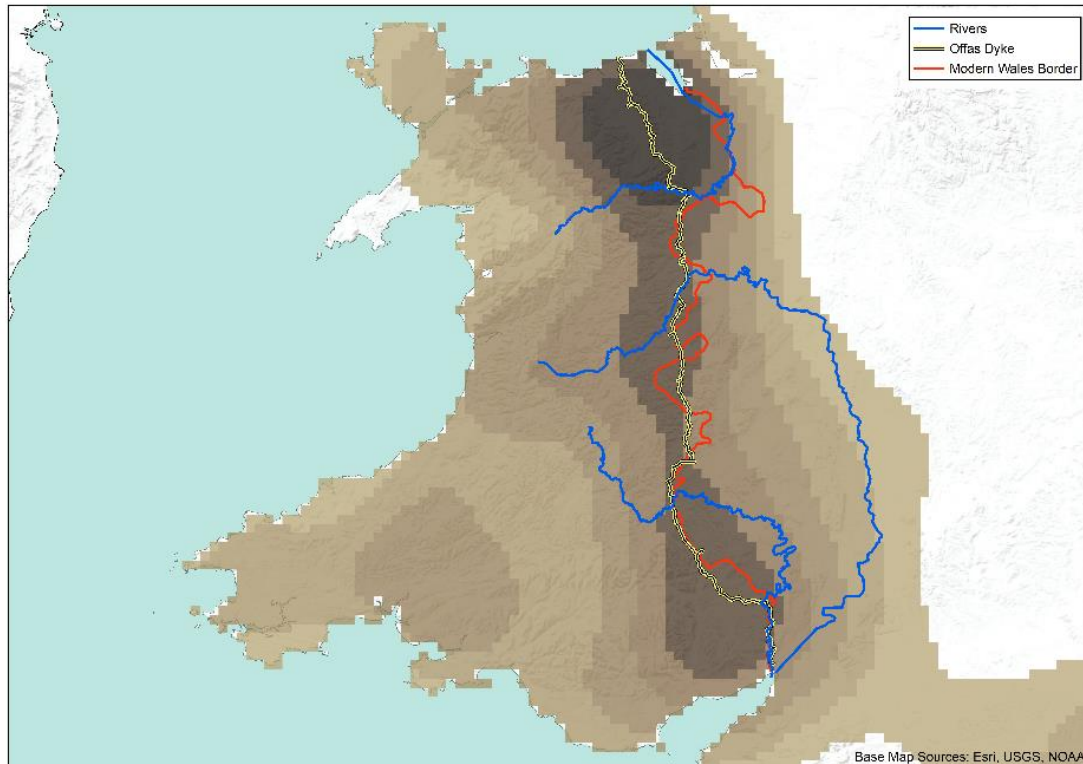 Rivers
Offas Dyke
Modern Wales Border
Base Map Sources: Esri, USGS, NOAA